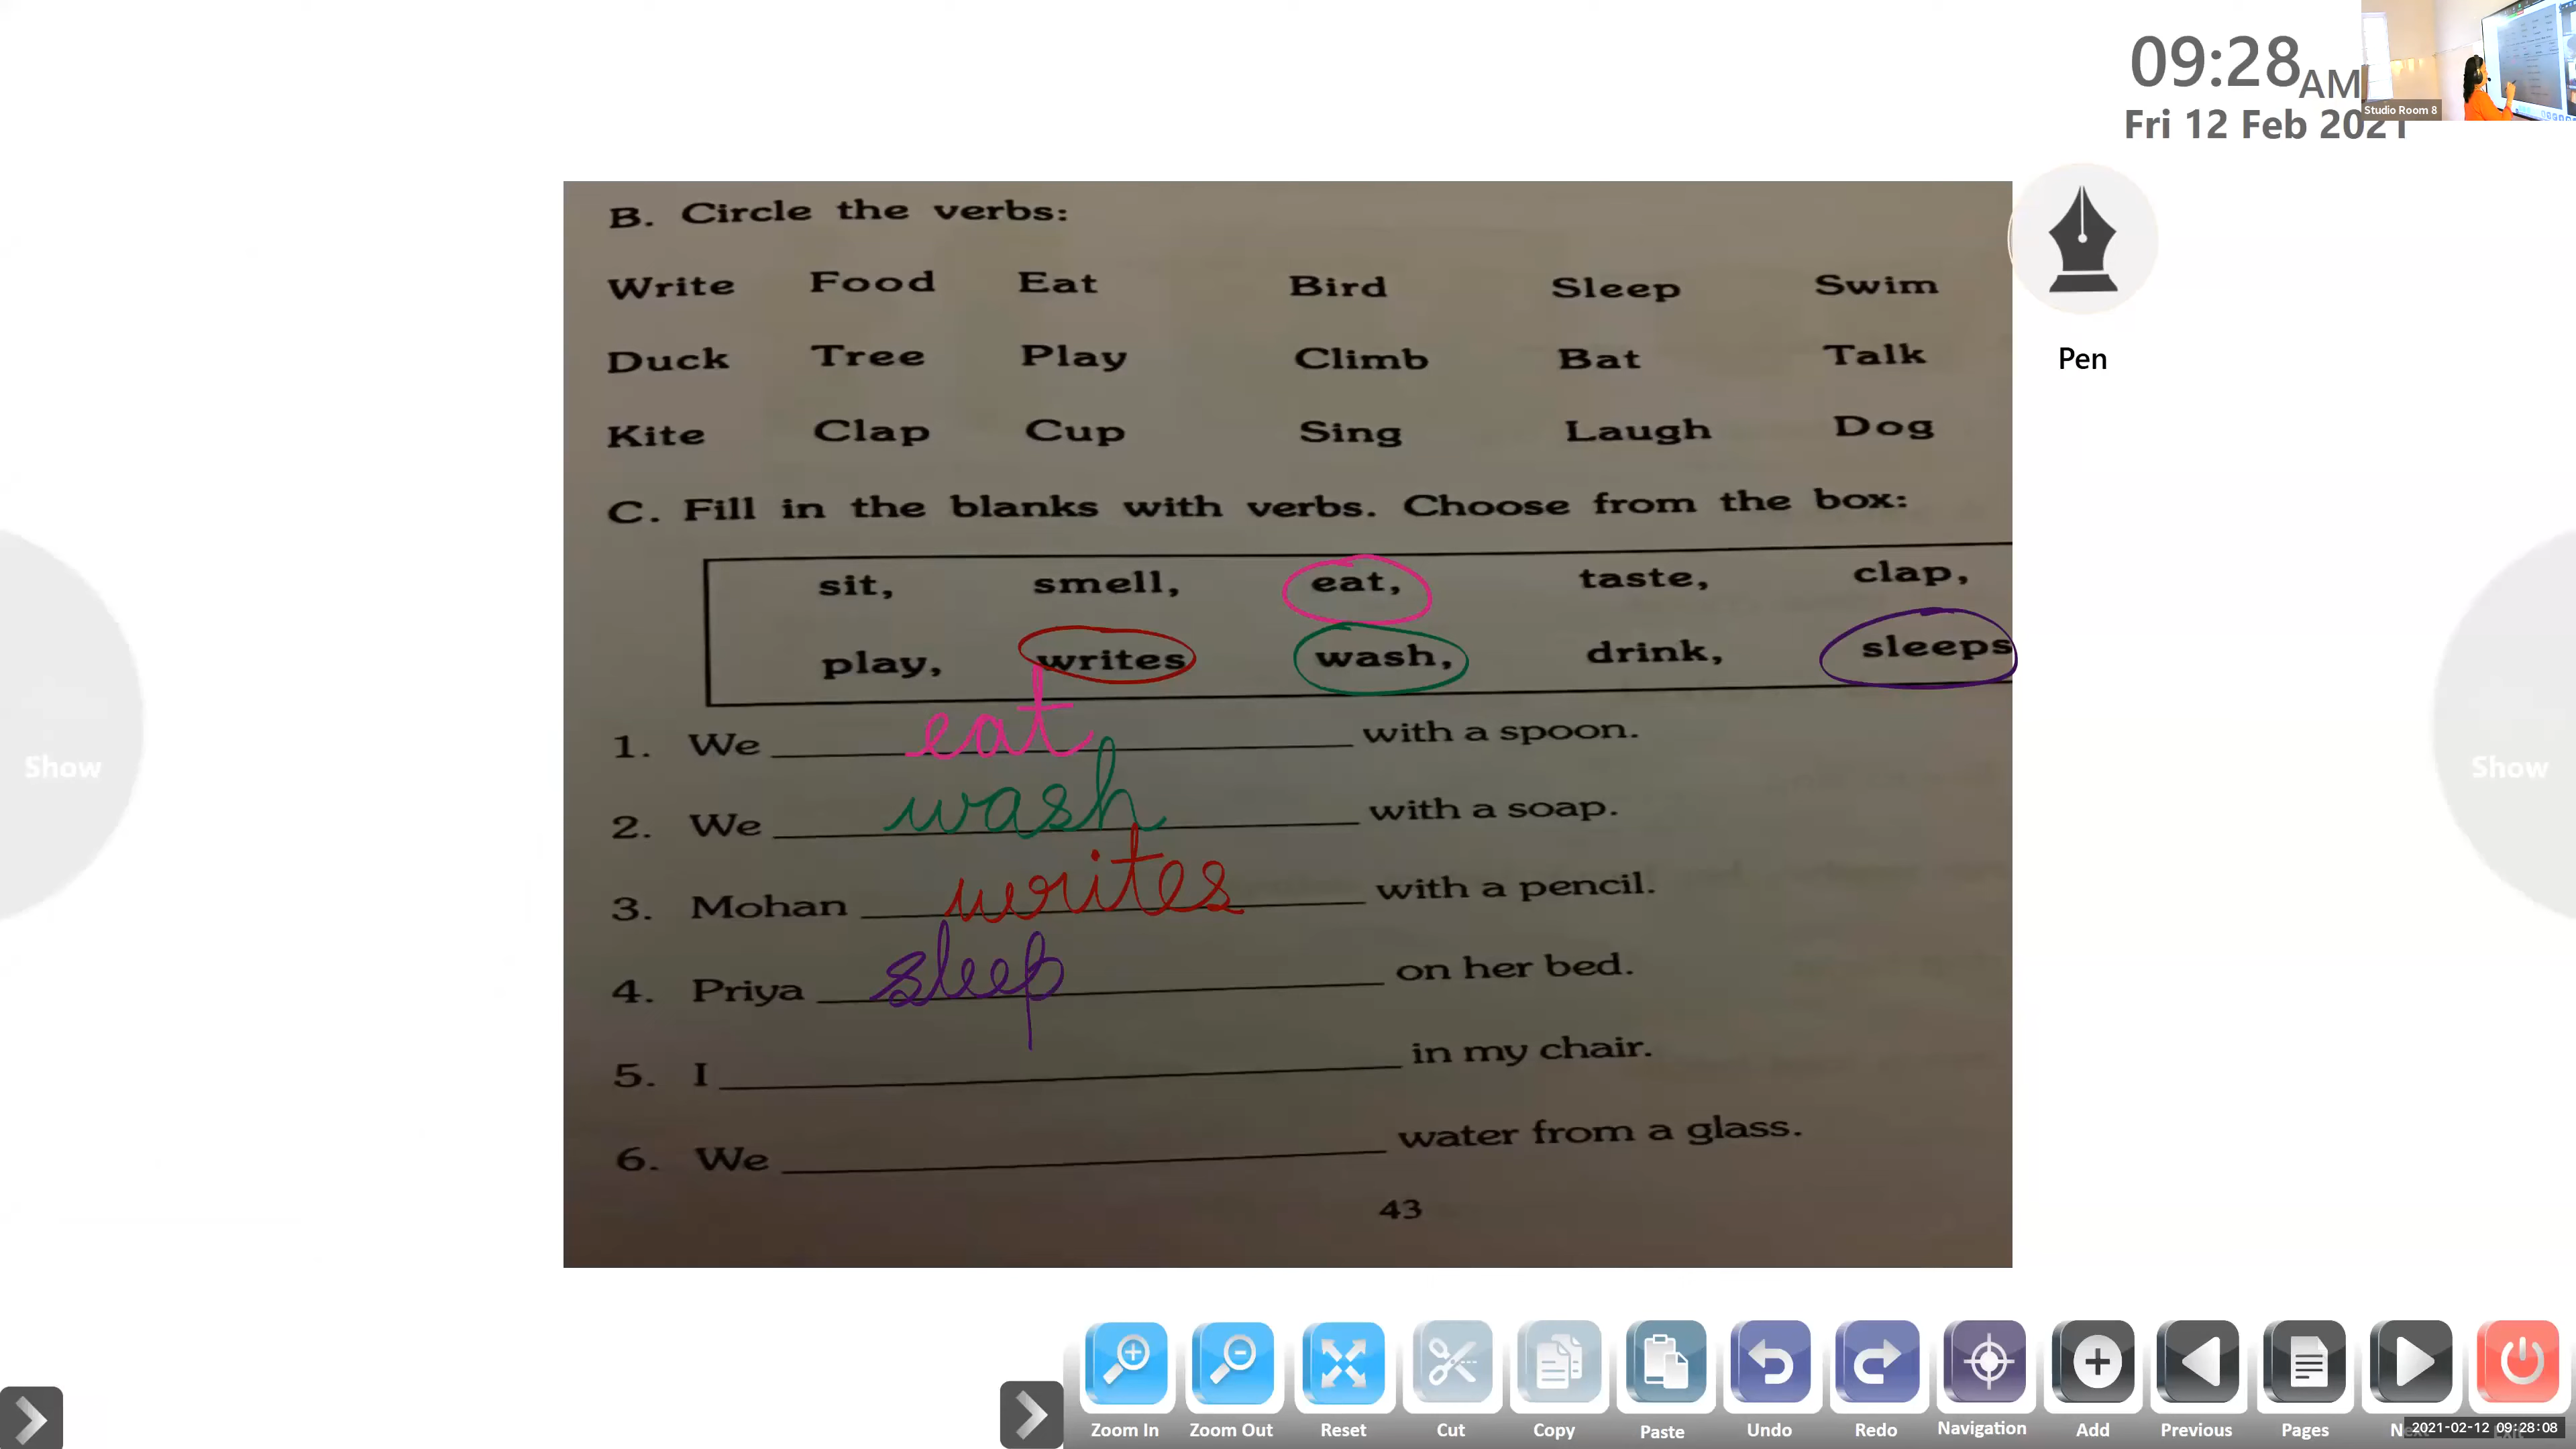 09:28 AM
Fri 12 Feb 2021
Studio Room 8
Pen
B. Circle the verbs:
Write Food Eat Bird Sleep Swim
Duck Tree Play Climb Bat Talk
Kite Clap Cup Sing Laugh Dog
C. Fill in the blanks with verbs. Choose from the box:
sit, smell, eat, taste, clap,
play, writes wash, drink, sleeps
1. We eat with a spoon.
2. We wash with a soap.
3. Mohan writes with a pencil.
4. Priya sleep on her bed.
5. I in my chair.
6. We water from a glass.
43
Show Show
Zoom In Zoom Out Reset Cut Copy Paste Undo Redo Navigation Add Previous Pages
2021-02-12 09:28:08